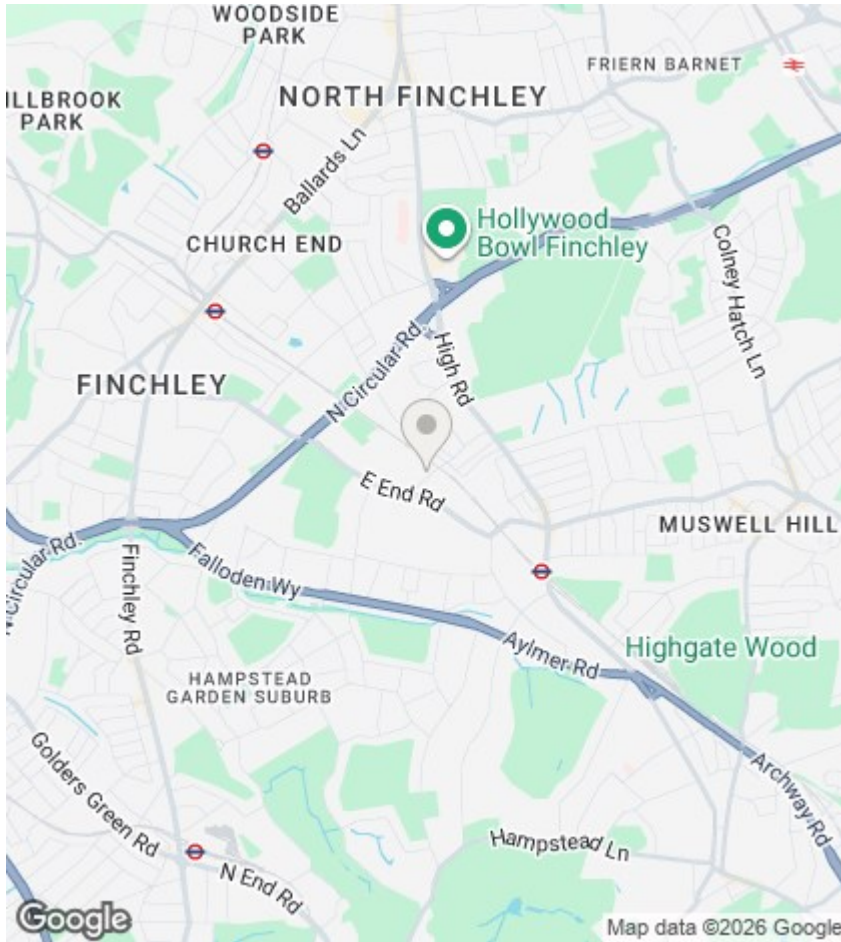 WOODSIDE
PARK
FRIERN BARNET
ILLBROOK
PARK
NORTH FINCHLEY
Ballards Ln
Hollywood
Bowl Finchley
CHURCH END
Colney Hatch Ln
N Circular Rd
High Rd
FINCHLEY
E End Rd
MUSWELL HILL
N Circular Rd
Finchley Rd
Falloden Wy
Aylmer Rd
Highgate Wood
HAMPSTEAD
GARDEN SUBURB
Golders Green Rd
Archway Rd
Hampstead Ln
N End Rd
Google
Map data ©2026 Google